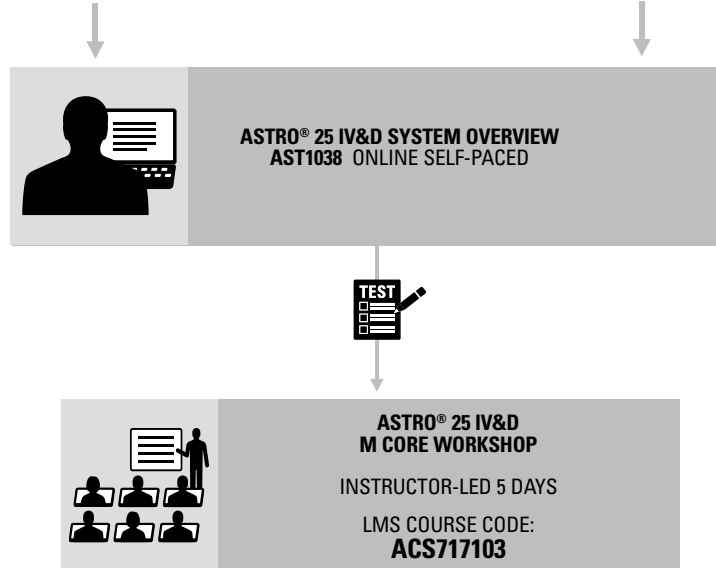 ASTRO® 25 IV&D SYSTEM OVERVIEW
AST1038 ONLINE SELF-PACED
TEST
ASTRO® 25 IV&D
M CORE WORKSHOP
INSTRUCTOR-LED 5 DAYS
LMS COURSE CODE:
ACS717103